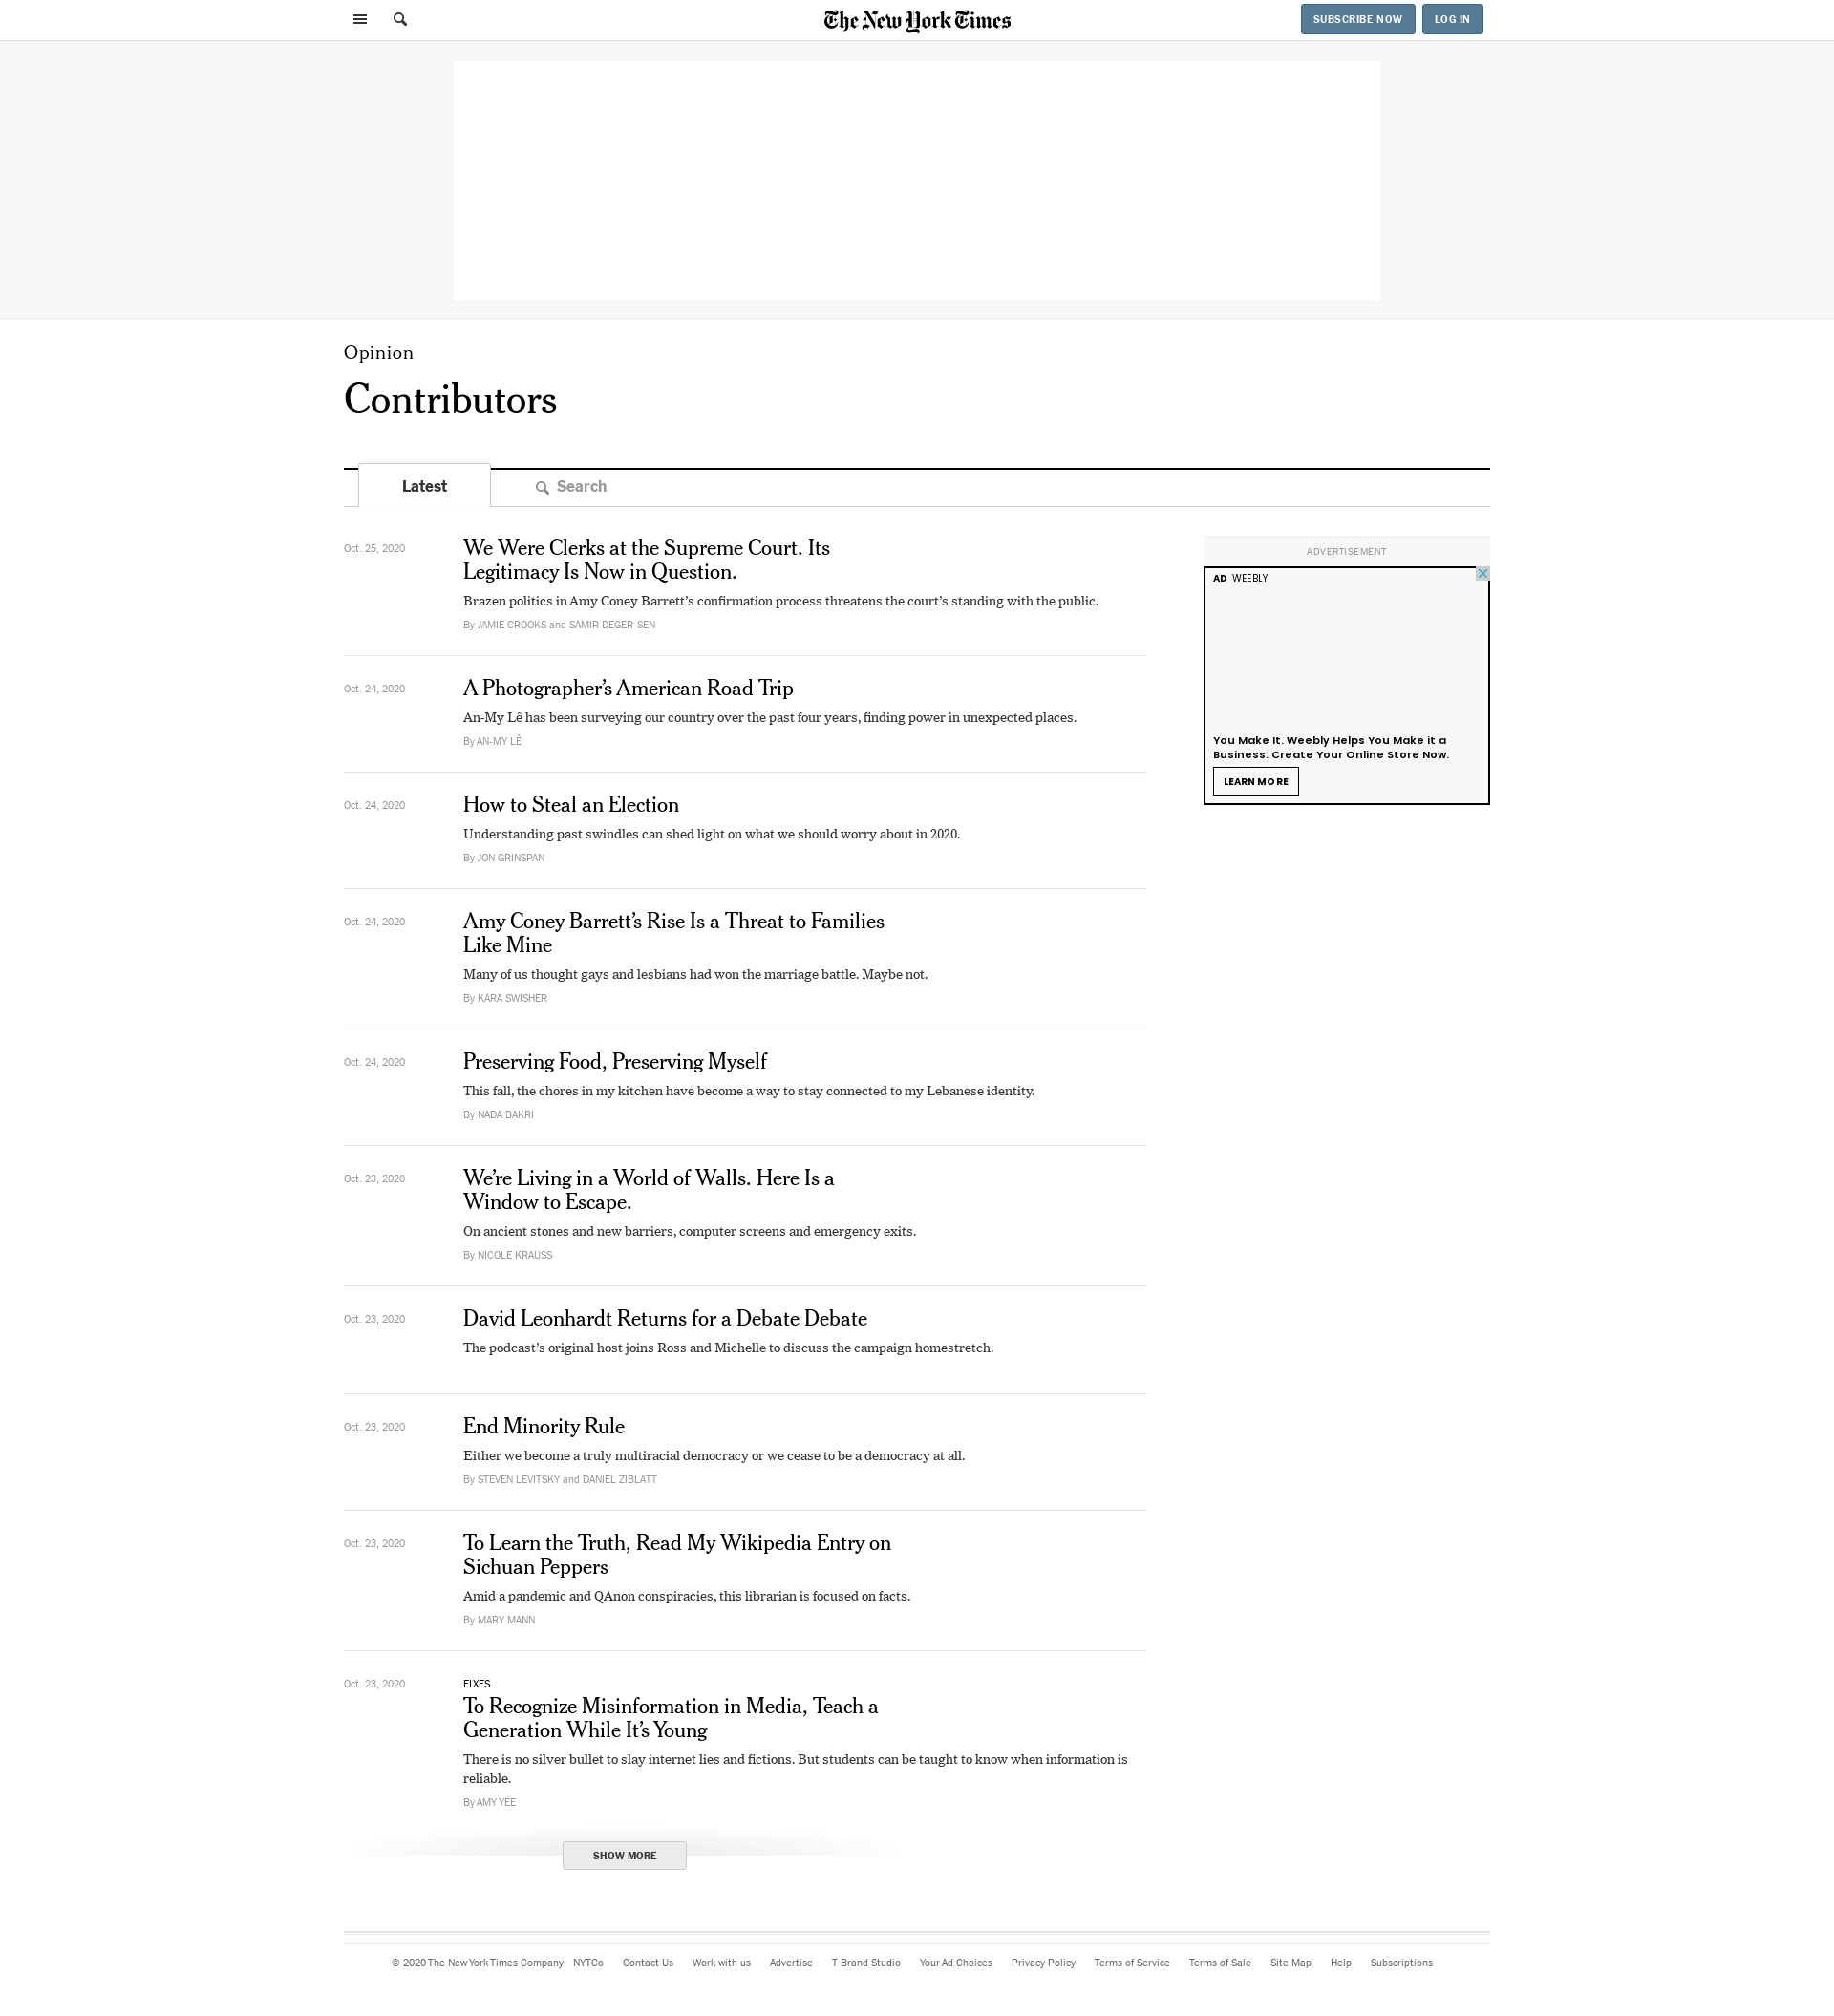 The New York Times
SUBSCRIBE NOW
LOG IN
Opinion
Contributors
Latest
Search
Oct. 25, 2020
We Were Clerks at the Supreme Court. Its
Legitimacy Is Now in Question.
Brazen politics in Amy Coney Barrett’s confirmation process threatens the court’s standing with the public.
By JAMIE CROOKS and SAMIR DEGER-SEN
ADVERTISEMENT
AD WEEBLY
You Make It. Weebly Helps You Make it a
Business. Create Your Online Store Now.
LEARN MORE
Oct. 24, 2020
A Photographer’s American Road Trip
An-My Lê has been surveying our country over the past four years, finding power in unexpected places.
By AN-MY LÊ
Oct. 24, 2020
How to Steal an Election
Understanding past swindles can shed light on what we should worry about in 2020.
By JON GRINSPAN
Oct. 24, 2020
Amy Coney Barrett’s Rise Is a Threat to Families
Like Mine
Many of us thought gays and lesbians had won the marriage battle. Maybe not.
By KARA SWISHER
Oct. 24, 2020
Preserving Food, Preserving Myself
This fall, the chores in my kitchen have become a way to stay connected to my Lebanese identity.
By NADA BAKRI
Oct. 23, 2020
We’re Living in a World of Walls. Here Is a
Window to Escape.
On ancient stones and new barriers, computer screens and emergency exits.
By NICOLE KRAUSS
Oct. 23, 2020
David Leonhardt Returns for a Debate Debate
The podcast’s original host joins Ross and Michelle to discuss the campaign homestretch.
Oct. 23, 2020
End Minority Rule
Either we become a truly multiracial democracy or we cease to be a democracy at all.
By STEVEN LEVITSKY and DANIEL ZIBLATT
Oct. 23, 2020
To Learn the Truth, Read My Wikipedia Entry on
Sichuan Peppers
Amid a pandemic and QAnon conspiracies, this librarian is focused on facts.
By MARY MANN
Oct. 23, 2020
FIXES
To Recognize Misinformation in Media, Teach a
Generation While It’s Young
There is no silver bullet to slay internet lies and fictions. But students can be taught to know when information is
reliable.
By AMY YEE
SHOW MORE
© 2020 The New York Times Company NYTCo Contact Us Work with us Advertise T Brand Studio Your Ad Choices Privacy Policy Terms of Service Terms of Sale Site Map Help Subscriptions